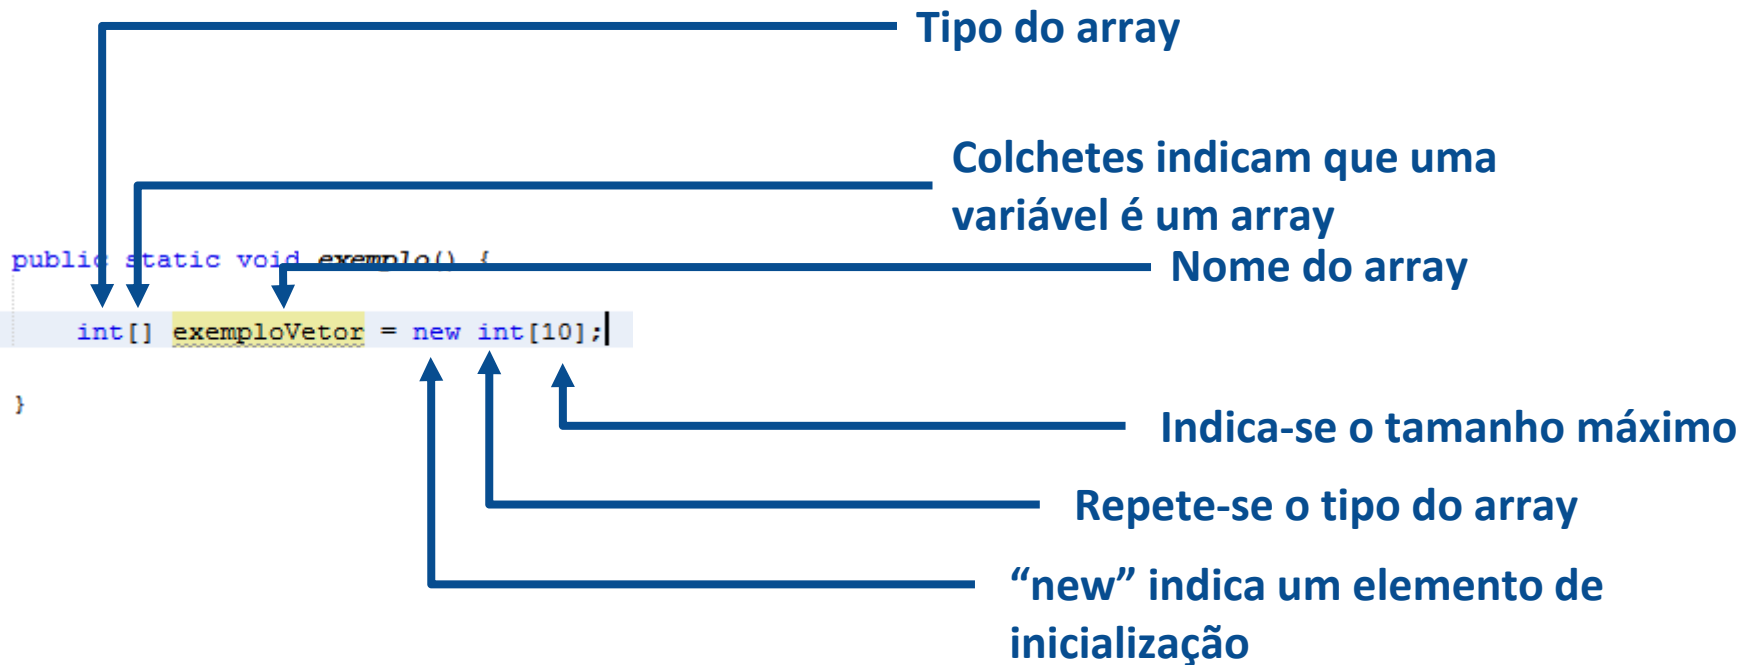 Tipo do array
Colchetes indicam que uma
variável é um array
public static void exemplo() {
Nome do array
int[] exemploVetor = new int[10];
}
Indica-se o tamanho máximo
Repete-se o tipo do array
“new” indica um elemento de
inicialização